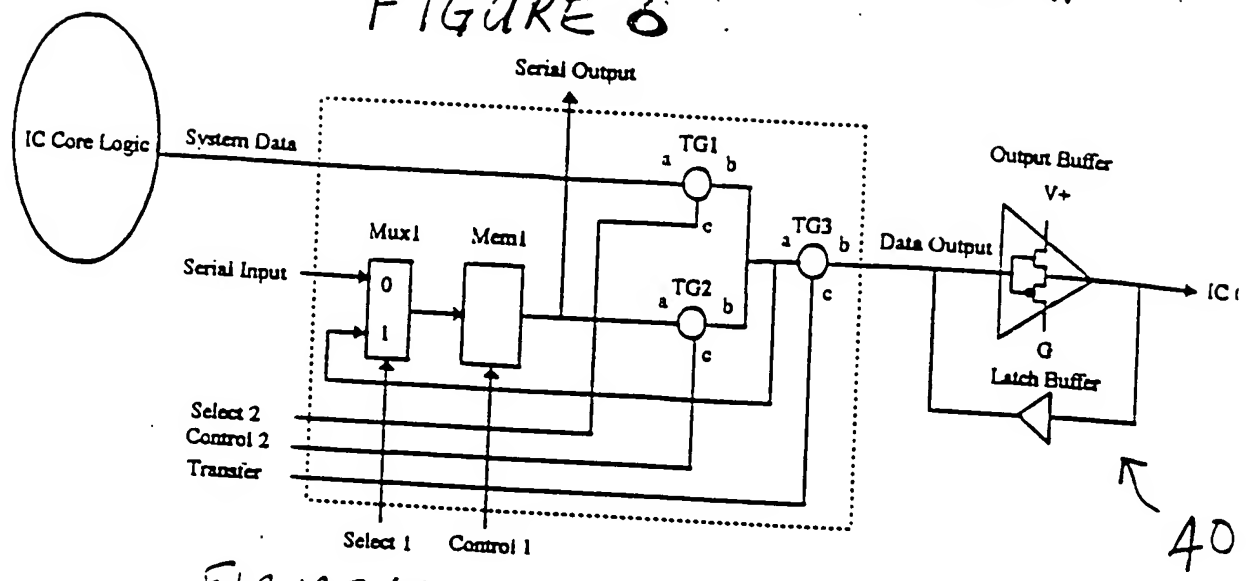 FIGURE 6
Serial Output
IC Core Logic
System Data
TG1
a
b
c
Output Buffer
V+
Mux1
Mem1
TG3
a
b
c
Data Output
Serial Input
0
1
TG2
a
b
c
IC
G
Latch Buffer
Select 2
Control 2
Transfer
40
Select 1
Control 1